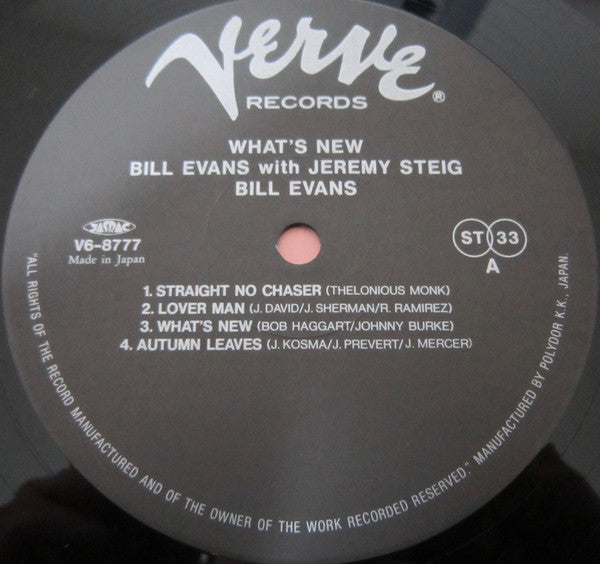 Verve®
RECORDS
WHAT'S NEW
BILL EVANS with JEREMY STEIG
BILL EVANS
JASRAC
V6-8777
Made in Japan
ST 33
A
1. STRAIGHT NO CHASER (THELONIOUS MONK)
2. LOVER MAN (J. DAVID/J. SHERMAN/R. RAMIREZ)
3. WHAT'S NEW (BOB HAGGART/JOHNNY BURKE)
4. AUTUMN LEAVES (J. KOSMA/J. PREVERT/J. MERCER)
"ALL RIGHTS OF THE RECORD MANUFACTURED AND OF THE OWNER OF THE WORK RECORDED RESERVED." MANUFACTURED BY POLYDOR K.K., JAPAN.